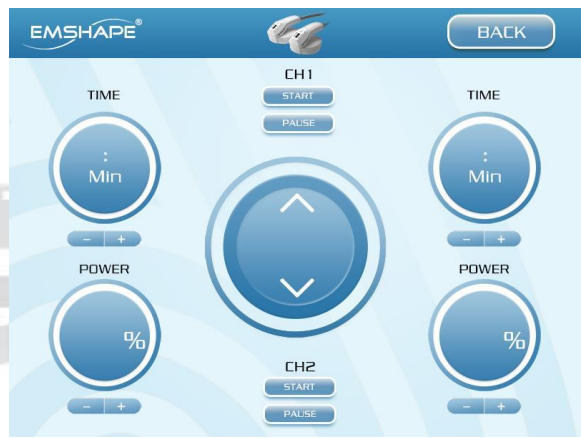 EMSHAPE®
BACK
CH1
START
PAUSE
TIME
:
Min
- +
POWER
%
- +
TIME
:
Min
- +
POWER
%
- +
CH2
START
PAUSE